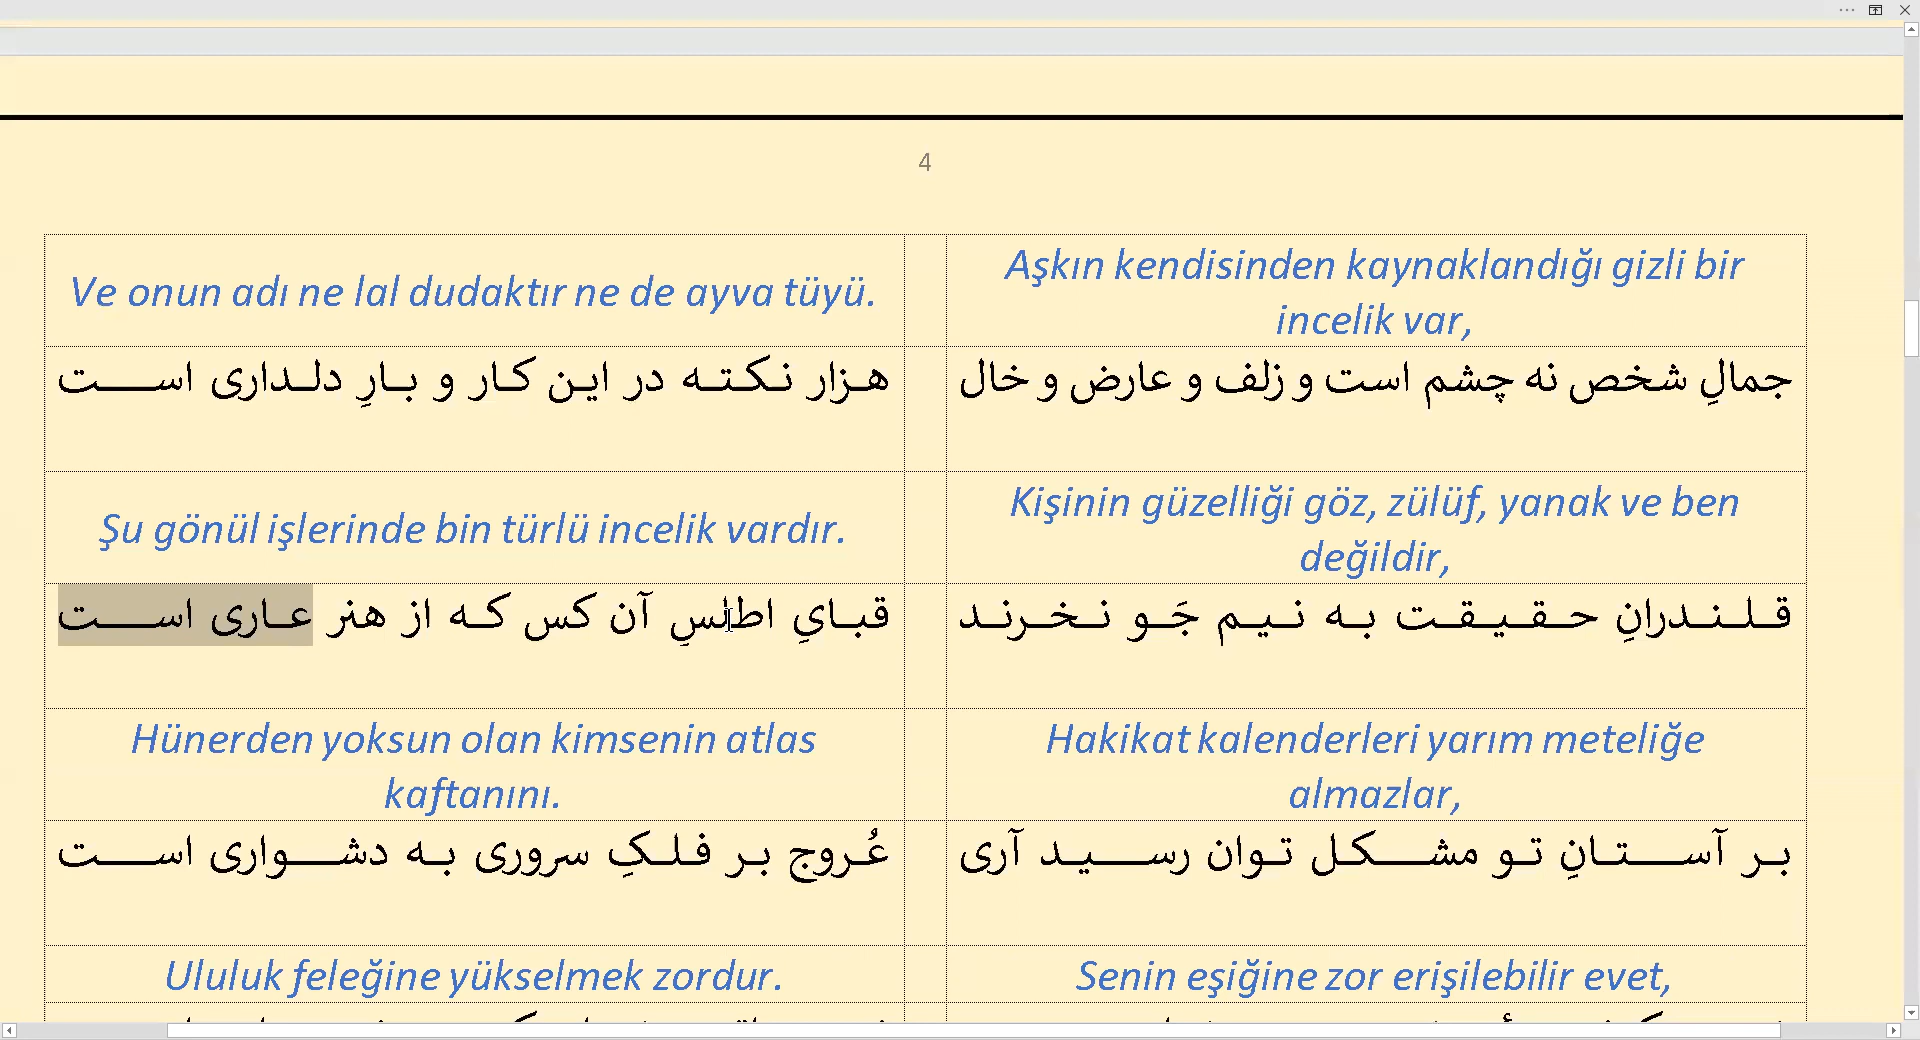 4
Aşkın kendisinden kaynaklandığı gizli bir
incelik var,
Ve onun adı ne lal dudaktır ne de ayva tüyü.
جمالِ شخص نه چشم است و زلف و عارض و خال
هزار نکته در این کار و بارِ دلداری است
Kişinin güzelliği göz, zülüf, yanak ve ben
değildir,
Şu gönül işlerinde bin türlü incelik vardır.
قلندرانِ حقیقت به نیم جَو نخرند
قبایِ اطلسِ آن کس که از هنر عاری است
Hakikat kalenderleri yarım meteliğe
almazlar,
Hünerden yoksun olan kimsenin atlas
kaftanını.
بر آستانِ تو مشکل توان رسید آری
عُروج بر فلکِ سروری به دشواری است
Senin eşiğine zor erişilebilir evet,
Ululuk feleğine yükselmek zordur.